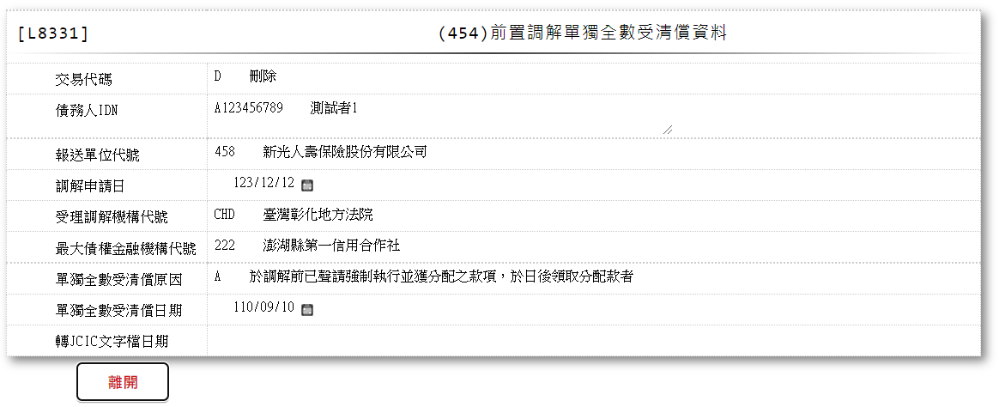 [L8331] (454)前置調解單獨全數受清償資料
交易代碼 D 刪除
債務人IDN A123456789 測試者1
報送單位代號 458 新光人壽保險股份有限公司
調解申請日 123/12/12
受理調解機構代號 CHD 臺灣彰化地方法院
最大債權金融機構代號 222 澎湖縣第一信用合作社
單獨全數受清償原因 A 於調解前已聲請強制執行並獲分配之款項，於日後領取分配款者
單獨全數受清償日期 110/09/10
轉JCIC文字檔日期
離開